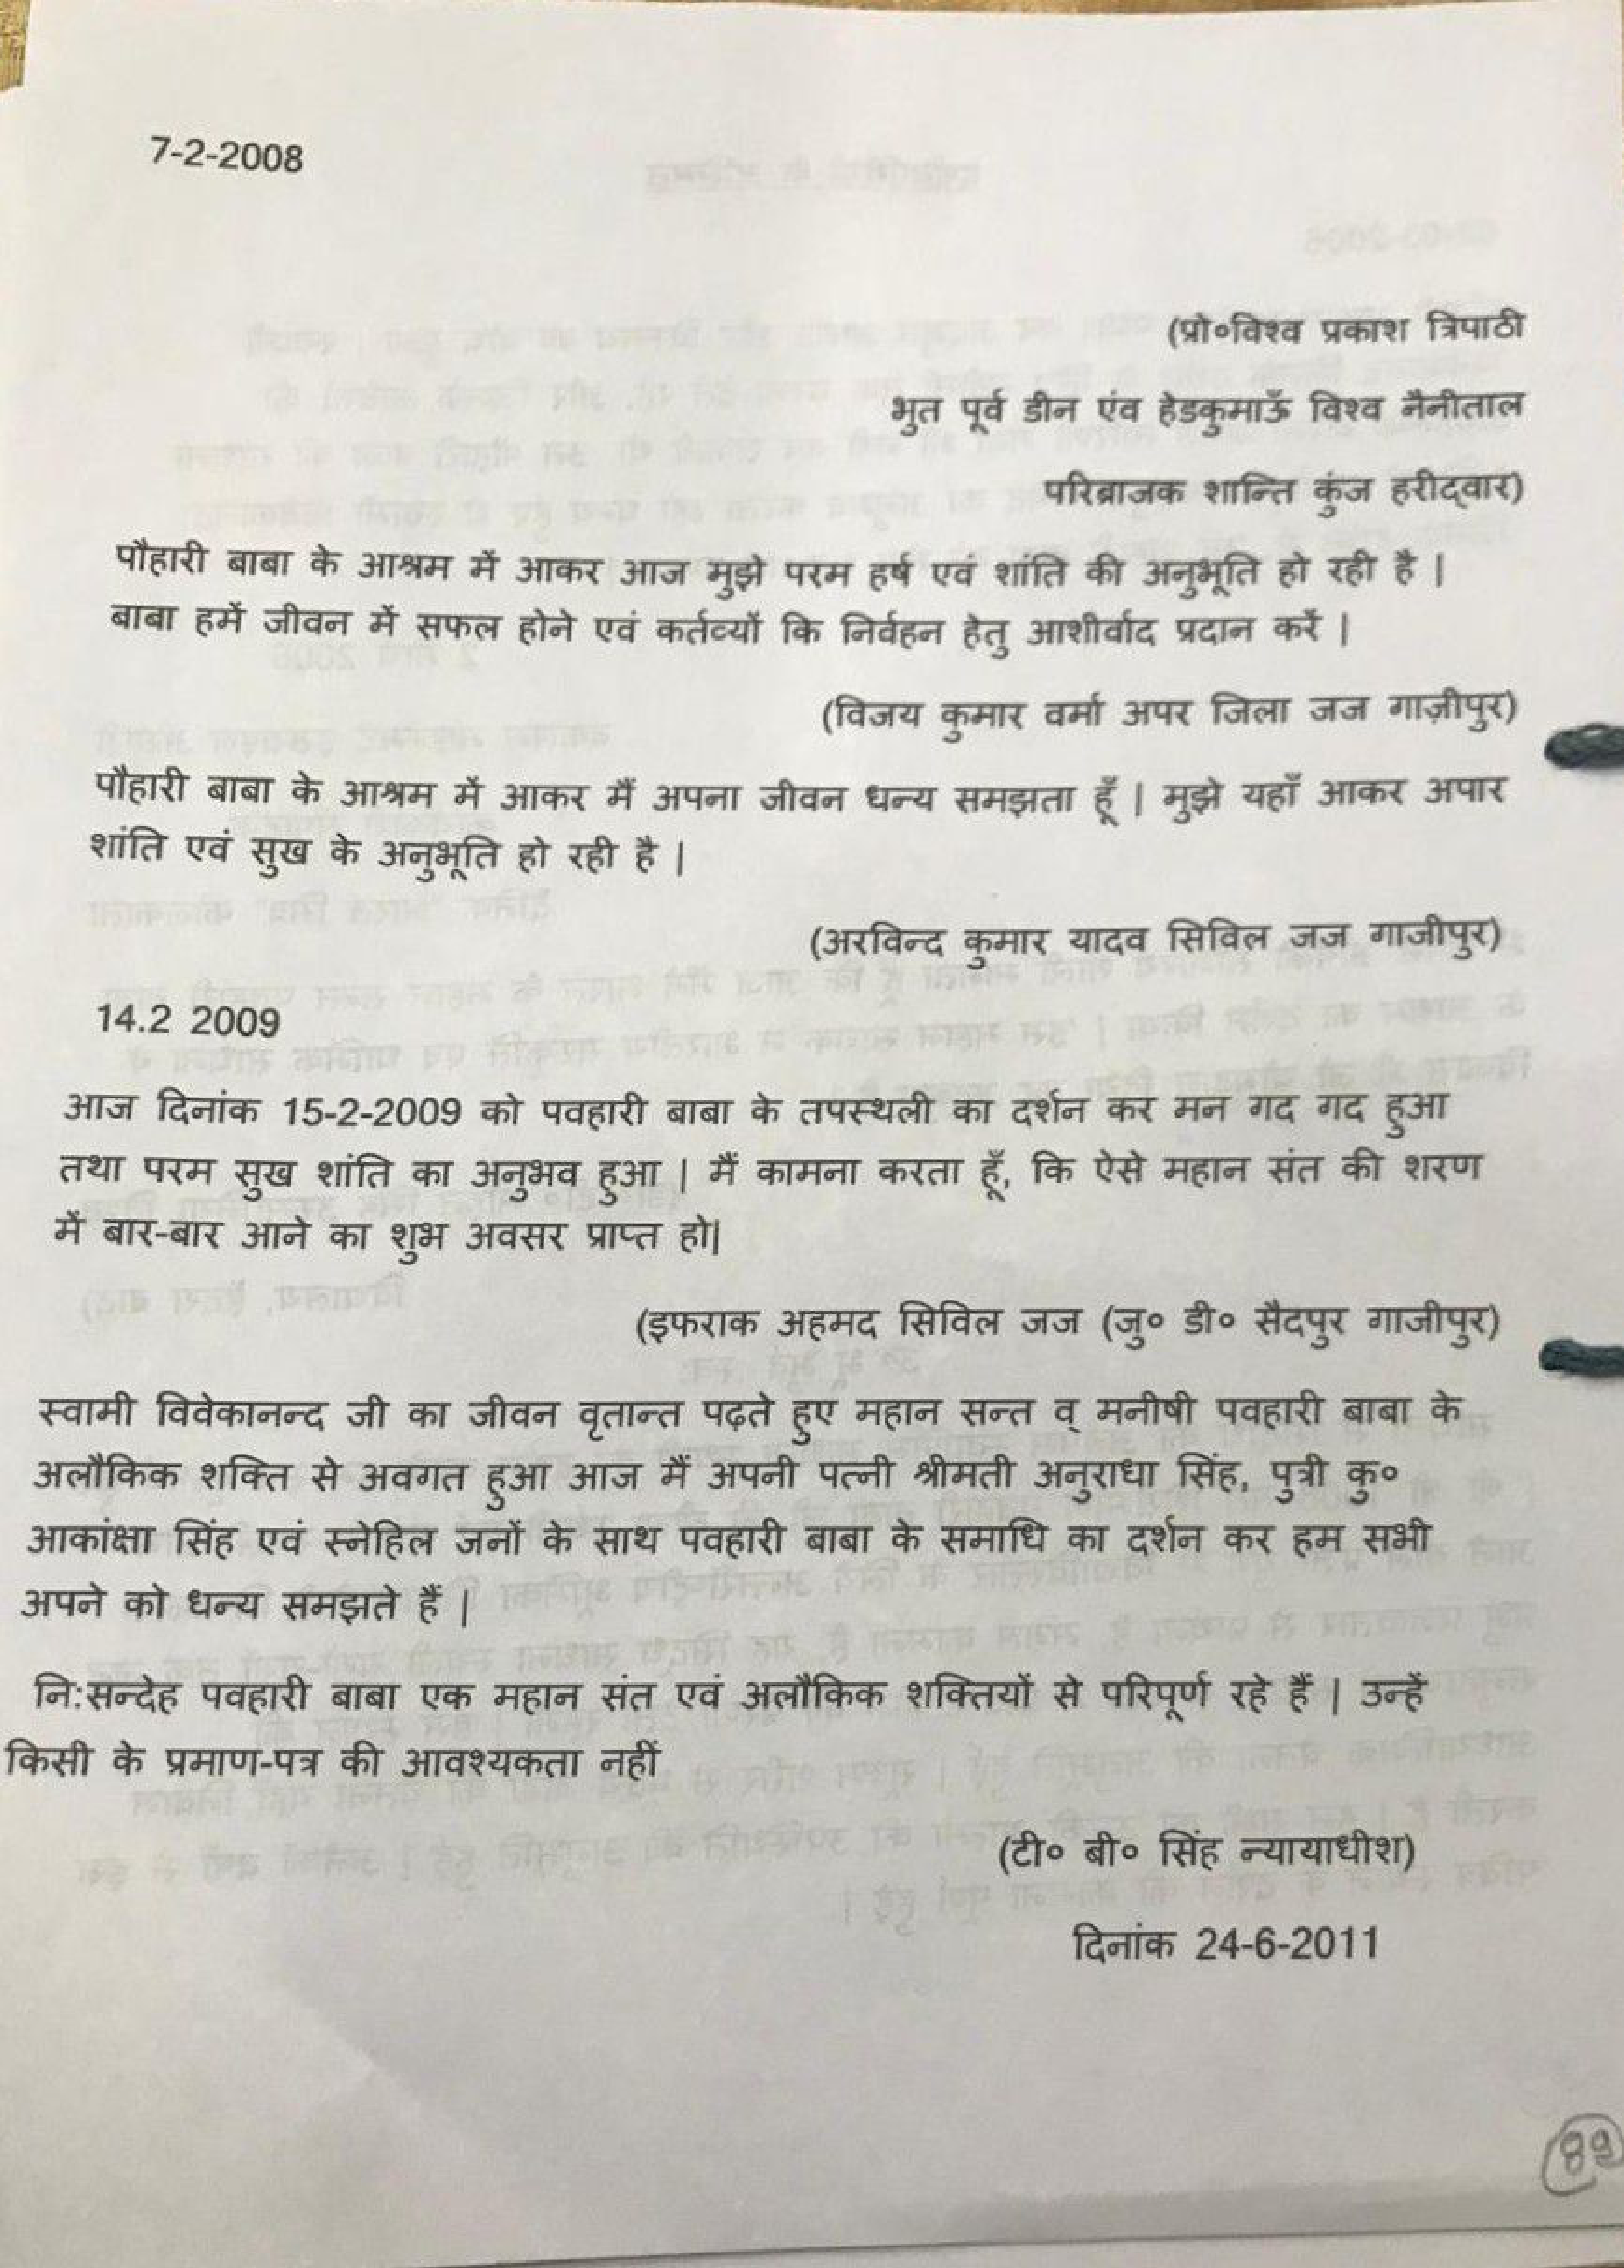 7-2-2008
(प्रो०विश्व प्रकाश त्रिपाठी
भुत पूर्व डीन एंव हेडकुमाऊँ विश्व नैनीताल
परिब्राजक शान्ति कुंज हरीद्वार)
पौहारी बाबा के आश्रम में आकर आज मुझे परम हर्ष एवं शांति की अनुभूति हो रही है |
बाबा हमें जीवन में सफल होने एवं कर्तव्यों कि निर्वहन हेतु आशीर्वाद प्रदान करें |
(विजय कुमार वर्मा अपर जिला जज गाज़ीपुर)
पौहारी बाबा के आश्रम में आकर मैं अपना जीवन धन्य समझता हूँ | मुझे यहाँ आकर अपार
शांति एवं सुख के अनुभूति हो रही है |
(अरविन्द कुमार यादव सिविल जज गाजीपुर)
14.2 2009
आज दिनांक 15-2-2009 को पवहारी बाबा के तपस्थली का दर्शन कर मन गद गद हुआ
तथा परम सुख शांति का अनुभव हुआ | मैं कामना करता हूँ, कि ऐसे महान संत की शरण
में बार-बार आने का शुभ अवसर प्राप्त हो|
(इफराक अहमद सिविल जज (जु० डी० सैदपुर गाजीपुर)
स्वामी विवेकानन्द जी का जीवन वृतान्त पढ़ते हुए महान सन्त व् मनीषी पवहारी बाबा के
अलौकिक शक्ति से अवगत हुआ आज मैं अपनी पत्नी श्रीमती अनुराधा सिंह, पुत्री कु०
आकांक्षा सिंह एवं स्नेहिल जनों के साथ पवहारी बाबा के समाधि का दर्शन कर हम सभी
अपने को धन्य समझते हैं |
नि:सन्देह पवहारी बाबा एक महान संत एवं अलौकिक शक्तियों से परिपूर्ण रहे हैं | उन्हें
किसी के प्रमाण-पत्र की आवश्यकता नहीं
(टी० बी० सिंह न्यायाधीश)
दिनांक 24-6-2011